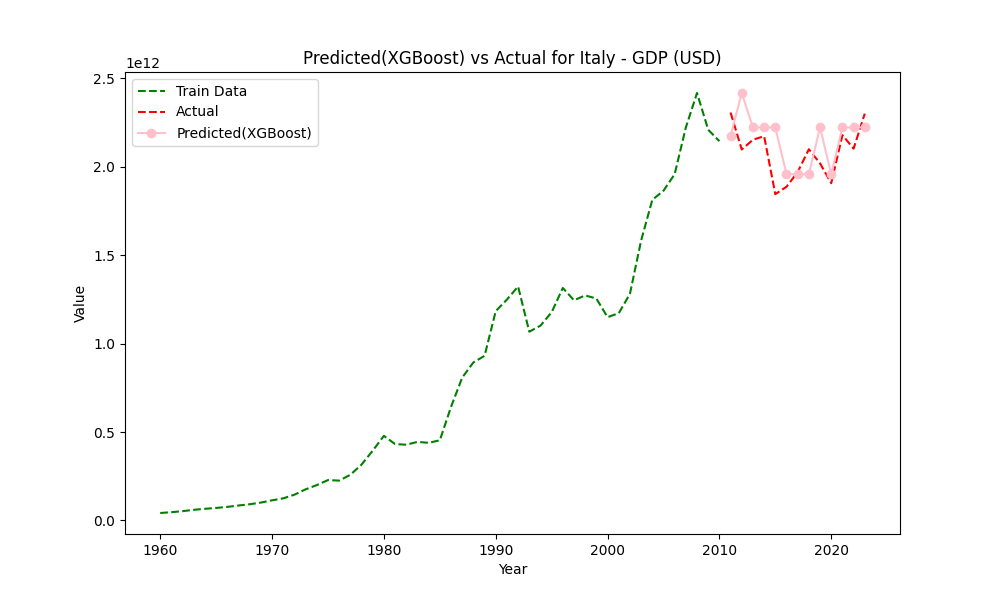 Predicted(XGBoost) vs Actual for Italy - GDP (USD)
1e12
2.5
2.0
1.5
1.0
0.5
0.0
Value
Train Data
Actual
Predicted(XGBoost)
1960 1970 1980 1990 2000 2010 2020
Year